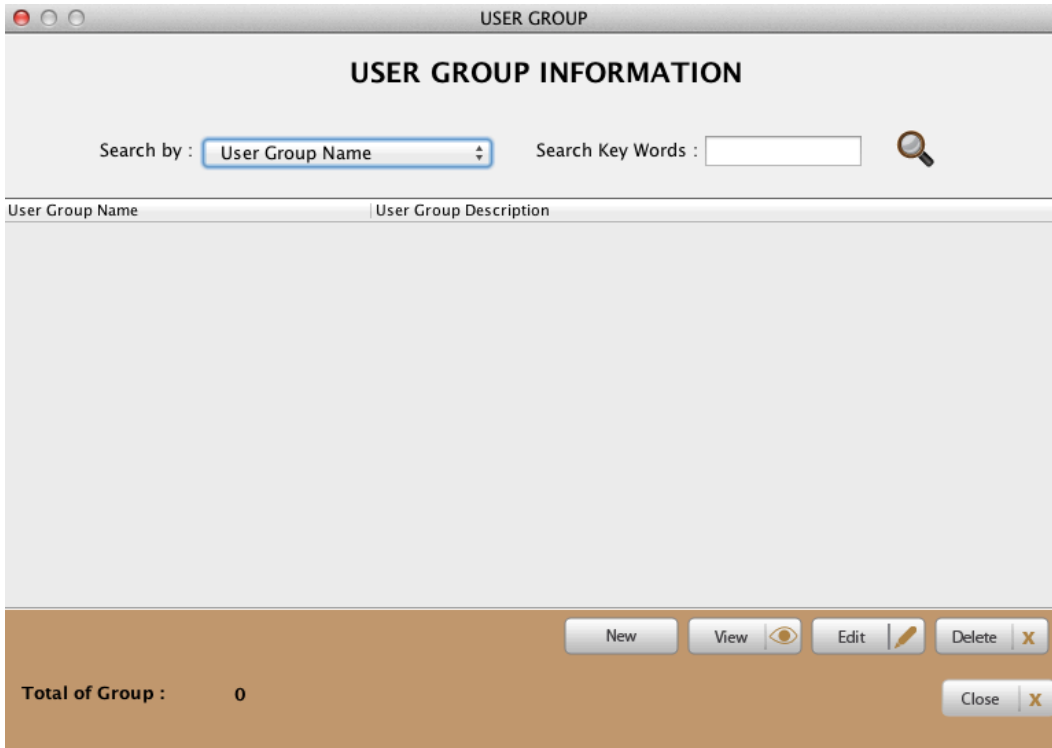 USER GROUP
USER GROUP INFORMATION
Search by : User Group Name Search Key Words :
User Group Name User Group Description
New View Edit Delete X
Total of Group : 0 Close X